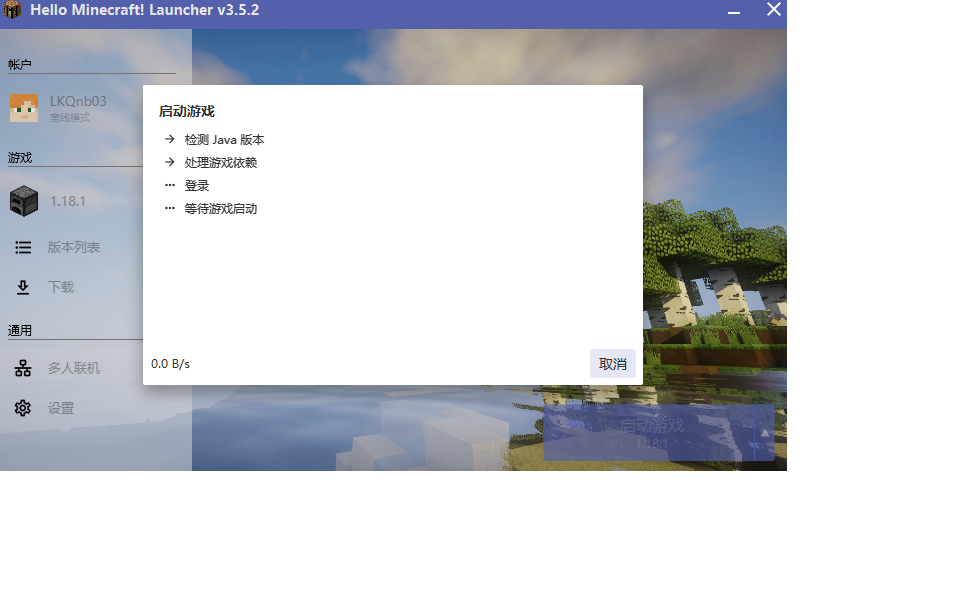 Hello Minecraft! Launcher v3.5.2
帐户
LKQnb03
离线模式
游戏
1.18.1
版本列表
下载
通用
多人联机
设置
启动游戏
检测 Java 版本
处理游戏依赖
登录
等待游戏启动
0.0 B/s
取消
启动游戏
1.18.1